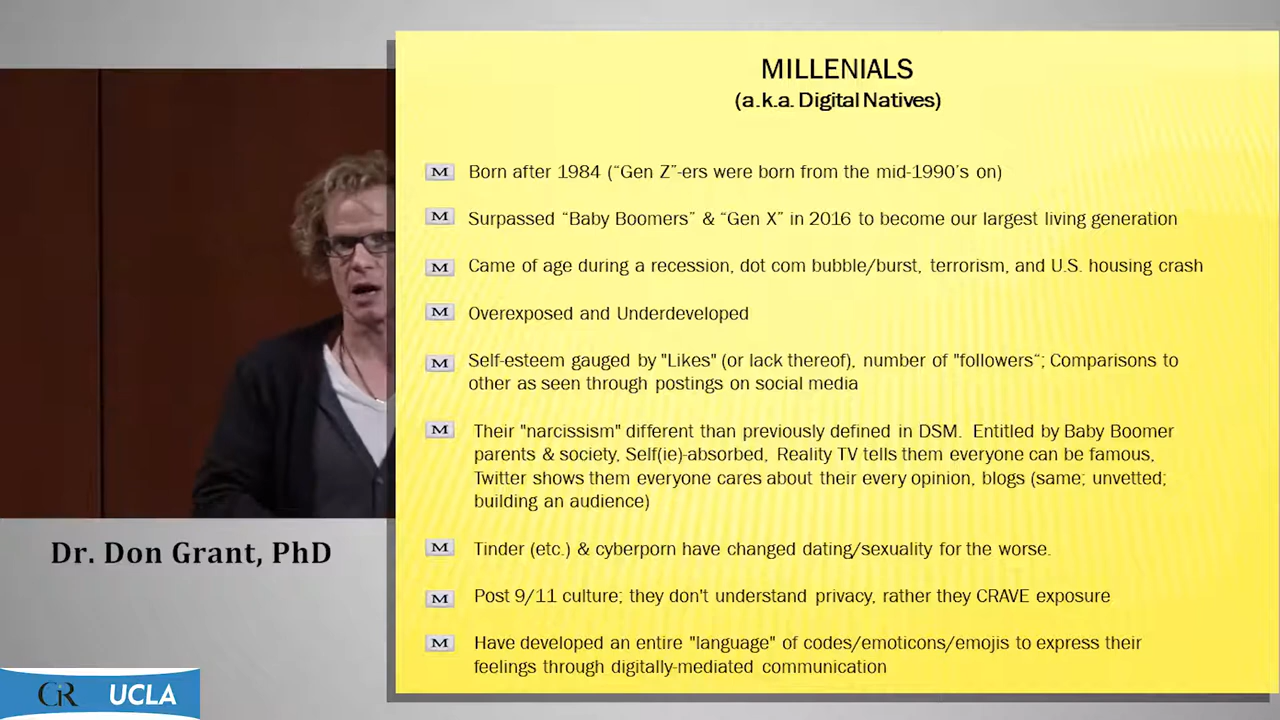 MILLENIALS
(a.k.a. Digital Natives)
M Born after 1984 (“Gen Z”-ers were born from the mid-1990’s on)
M Surpassed “Baby Boomers” & “Gen X” in 2016 to become our largest living generation
M Came of age during a recession, dot com bubble/burst, terrorism, and U.S. housing crash
M Overexposed and Underdeveloped
M Self-esteem gauged by "Likes" (or lack thereof), number of "followers“; Comparisons to
other as seen through postings on social media
M Their "narcissism" different than previously defined in DSM. Entitled by Baby Boomer
parents & society, Self(ie)-absorbed, Reality TV tells them everyone can be famous,
Twitter shows them everyone cares about their every opinion, blogs (same; unvetted;
building an audience)
M Tinder (etc.) & cyberporn have changed dating/sexuality for the worse.
M Post 9/11 culture; they don't understand privacy, rather they CRAVE exposure
M Have developed an entire "language" of codes/emoticons/emojis to express their
feelings through digitally-mediated communication
Dr. Don Grant, PhD
CiR UCLA